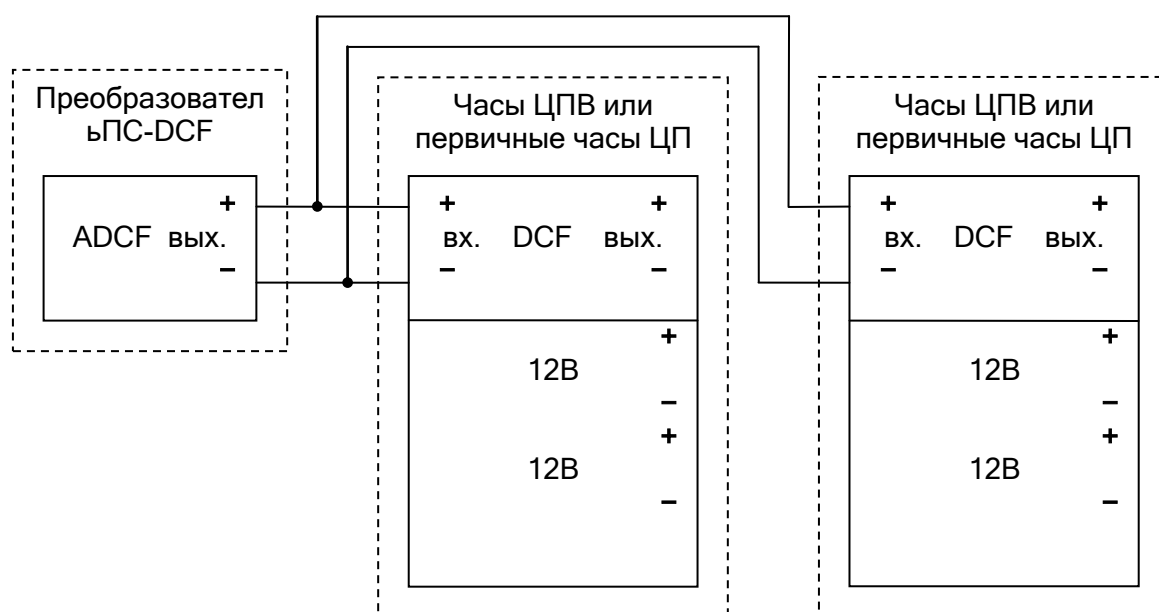 Преобразовател
ьПС-DCF
+
ADCF вых.
–
Часы ЦПВ или
первичные часы ЦП
+ +
вх. DCF вых.
– –
+
12В
–
+
12В
–
Часы ЦПВ или
первичные часы ЦП
+ +
вх. DCF вых.
– –
+
12В
–
+
12В
–